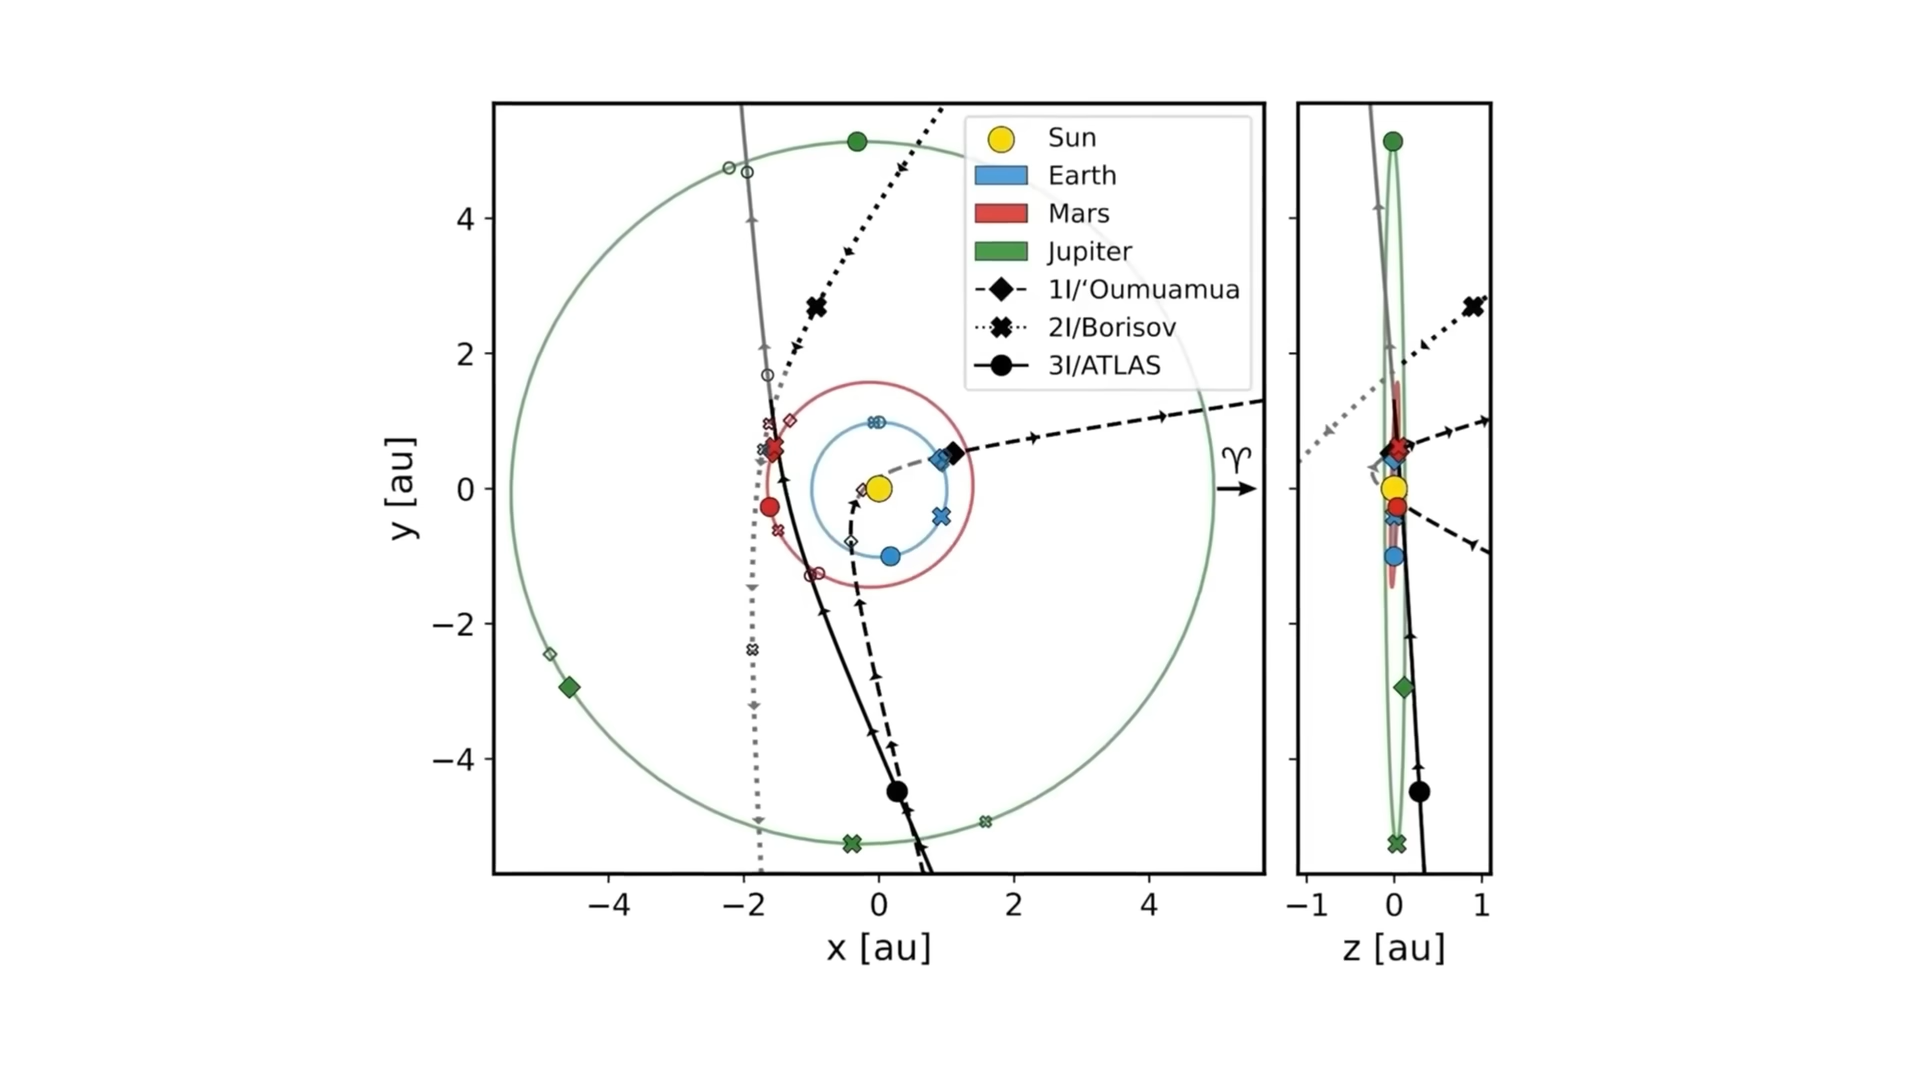 Sun
Earth
Mars
Jupiter
1I/‘Oumuamua
2I/Borisov
3I/ATLAS
♈
4
2
0
−2
−4
y [au]
−4
−2
0
2
4
x [au]
−1
0
1
z [au]